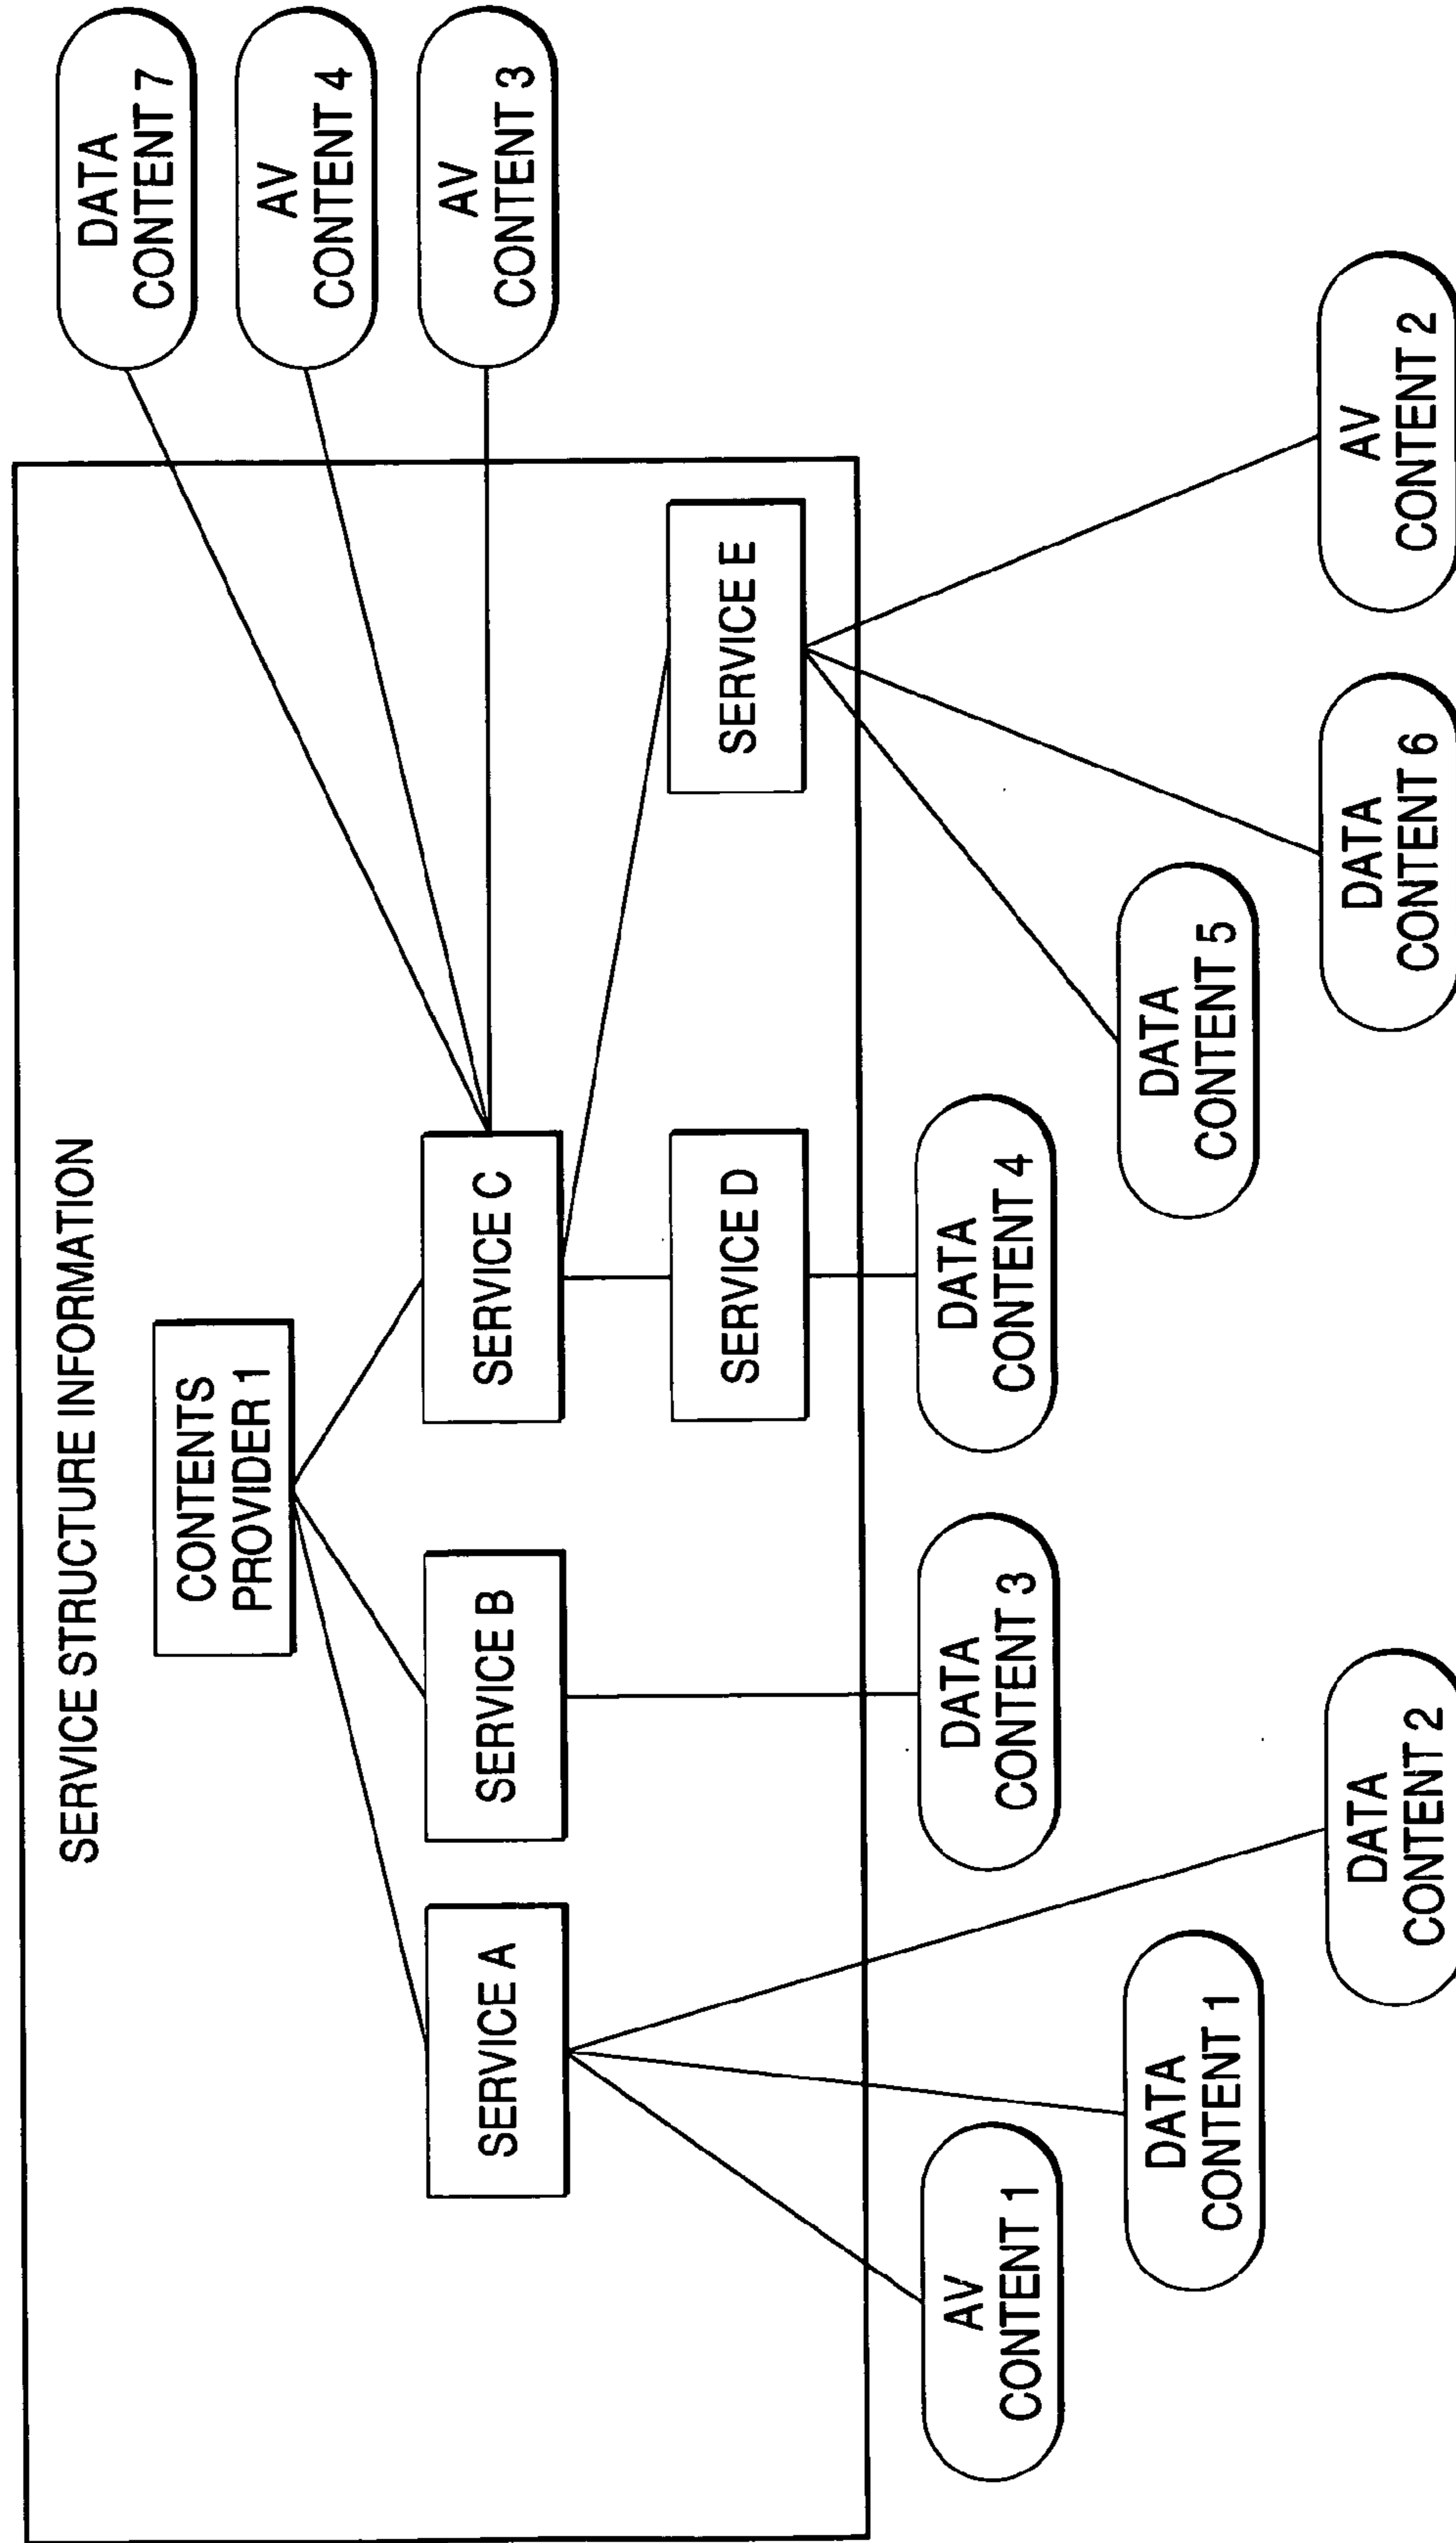 SERVICE STRUCTURE INFORMATION
CONTENTS
PROVIDER 1
SERVICE A
SERVICE B
SERVICE C
SERVICE D
SERVICE E
DATA
CONTENT 7
AV
CONTENT 4
AV
CONTENT 3
AV
CONTENT 1
DATA
CONTENT 1
DATA
CONTENT 2
DATA
CONTENT 3
DATA
CONTENT 4
DATA
CONTENT 5
DATA
CONTENT 6
AV
CONTENT 2